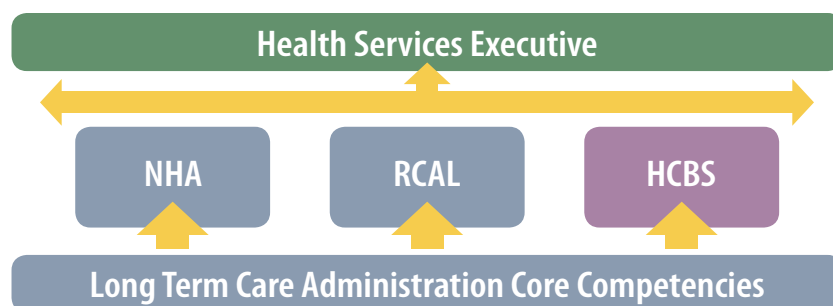 Health Services Executive
NHA RCAL HCBS
Long Term Care Administration Core Competencies